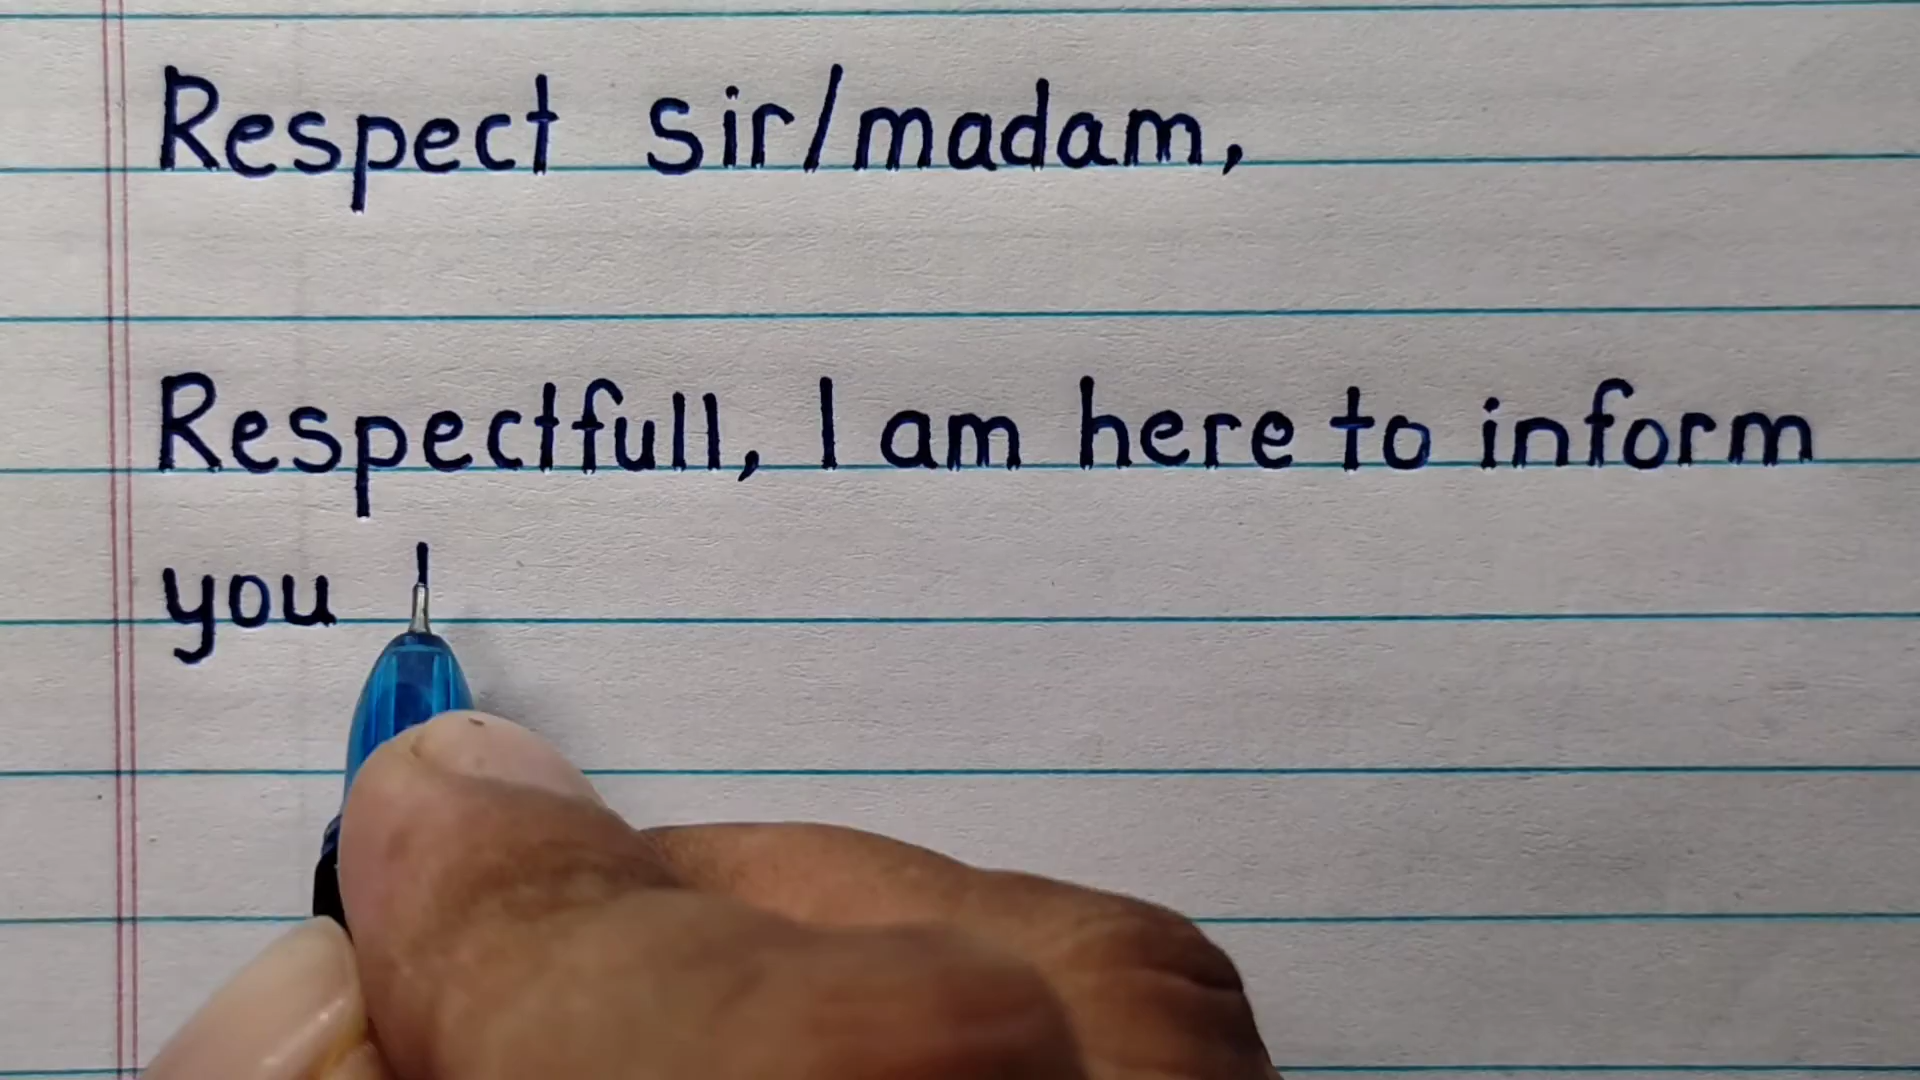 Respect sir/madam,
Respectfull, I am here to inform
you